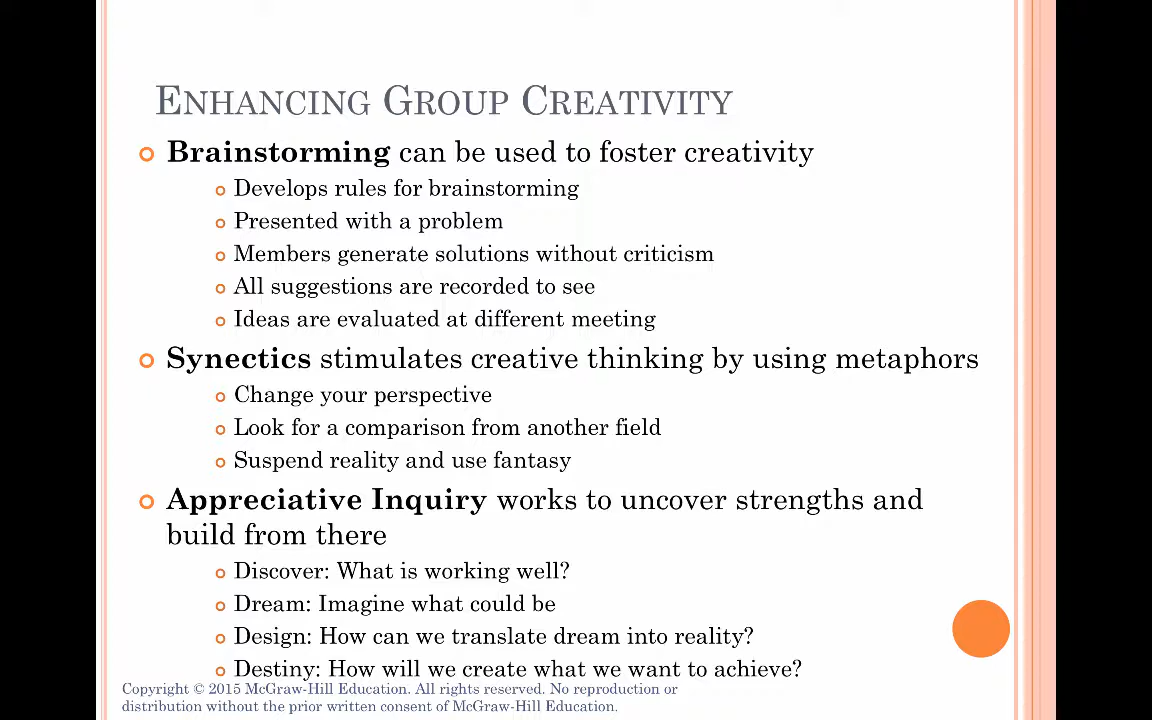 ENHANCING GROUP CREATIVITY
Brainstorming can be used to foster creativity
Develops rules for brainstorming
Presented with a problem
Members generate solutions without criticism
All suggestions are recorded to see
Ideas are evaluated at different meeting
Synectics stimulates creative thinking by using metaphors
Change your perspective
Look for a comparison from another field
Suspend reality and use fantasy
Appreciative Inquiry works to uncover strengths and
build from there
Discover: What is working well?
Dream: Imagine what could be
Design: How can we translate dream into reality?
Destiny: How will we create what we want to achieve?
Copyright © 2015 McGraw-Hill Education. All rights reserved. No reproduction or
distribution without the prior written consent of McGraw-Hill Education.